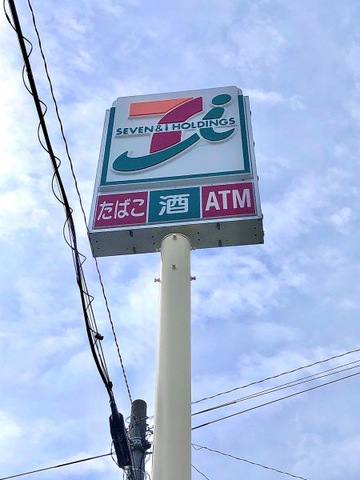 SEVEN & i HOLDINGS
たばこ 酒 ATM